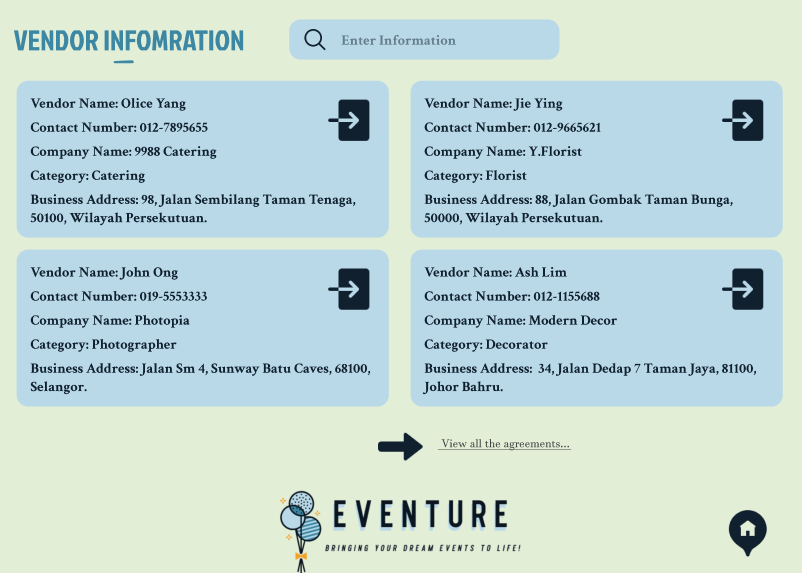 VENDOR INFOMRATION
Enter Information
Vendor Name: Olice Yang
Contact Number: 012-7895655
Company Name: 9988 Catering
Category: Catering
Business Address: 98, Jalan Sembilang Taman Tenaga,
50100, Wilayah Persekutuan.
Vendor Name: Jie Ying
Contact Number: 012-9665621
Company Name: Y.Florist
Category: Florist
Business Address: 88, Jalan Gombak Taman Bunga,
50000, Wilayah Persekutuan.
Vendor Name: John Ong
Contact Number: 019-5553333
Company Name: Photopia
Category: Photographer
Business Address: Jalan Sm 4, Sunway Batu Caves, 68100,
Selangor.
Vendor Name: Ash Lim
Contact Number: 012-1155688
Company Name: Modern Decor
Category: Decorator
Business Address: 34, Jalan Dedap 7 Taman Jaya, 81100,
Johor Bahru.
View all the agreements...
EVENTURE
BRINGING YOUR DREAM EVENTS TO LIFE!